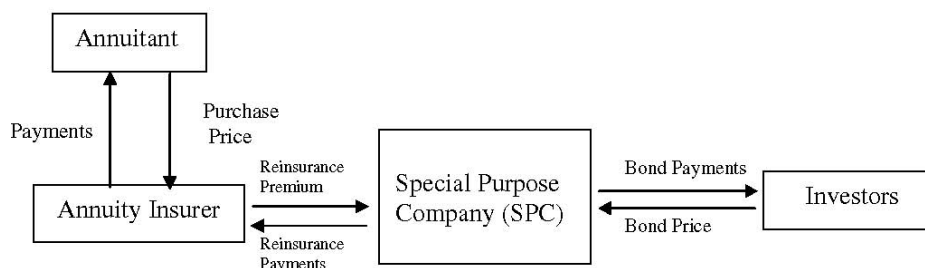 Annuitant
Payments
Purchase
Price
Annuity Insurer
Reinsurance
Premium
Reinsurance
Payments
Special Purpose
Company (SPC)
Bond Payments
Bond Price
Investors